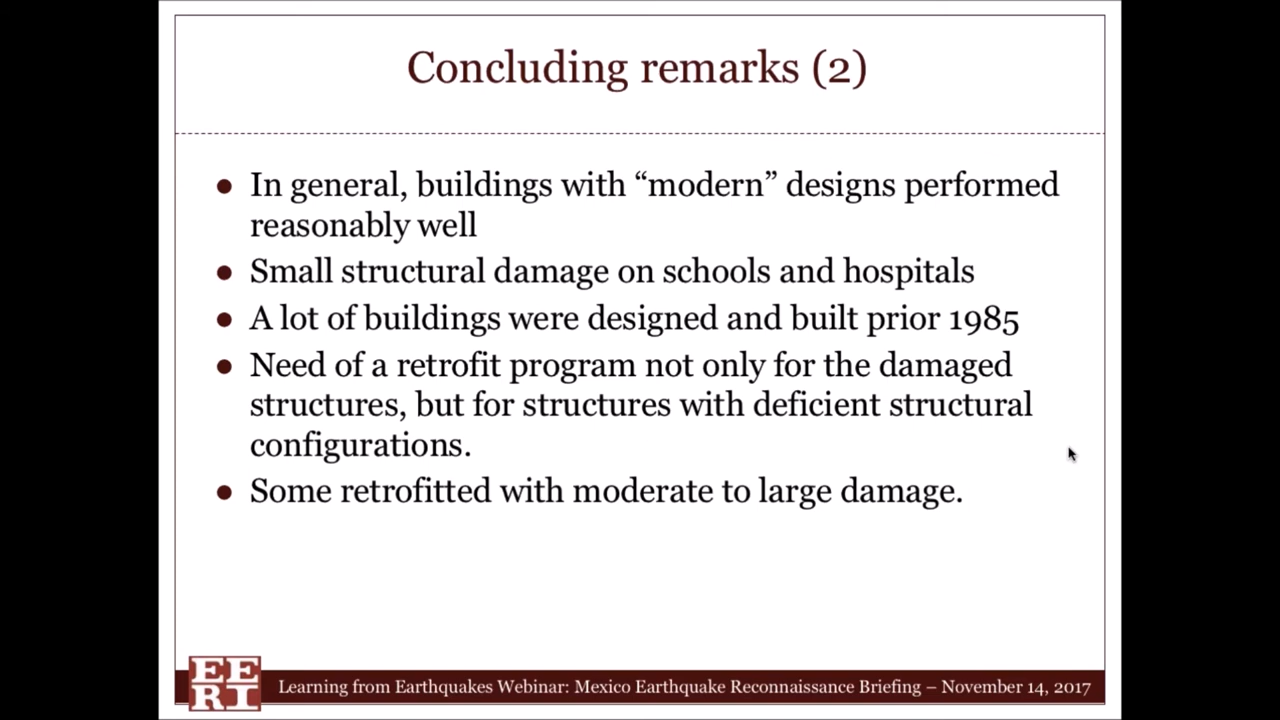 Concluding remarks (2)
● In general, buildings with “modern” designs performed
reasonably well
● Small structural damage on schools and hospitals
● A lot of buildings were designed and built prior 1985
● Need of a retrofit program not only for the damaged
structures, but for structures with deficient structural
configurations.
● Some retrofitted with moderate to large damage.
EE
RI
Learning from Earthquakes Webinar: Mexico Earthquake Reconnaissance Briefing – November 14, 2017